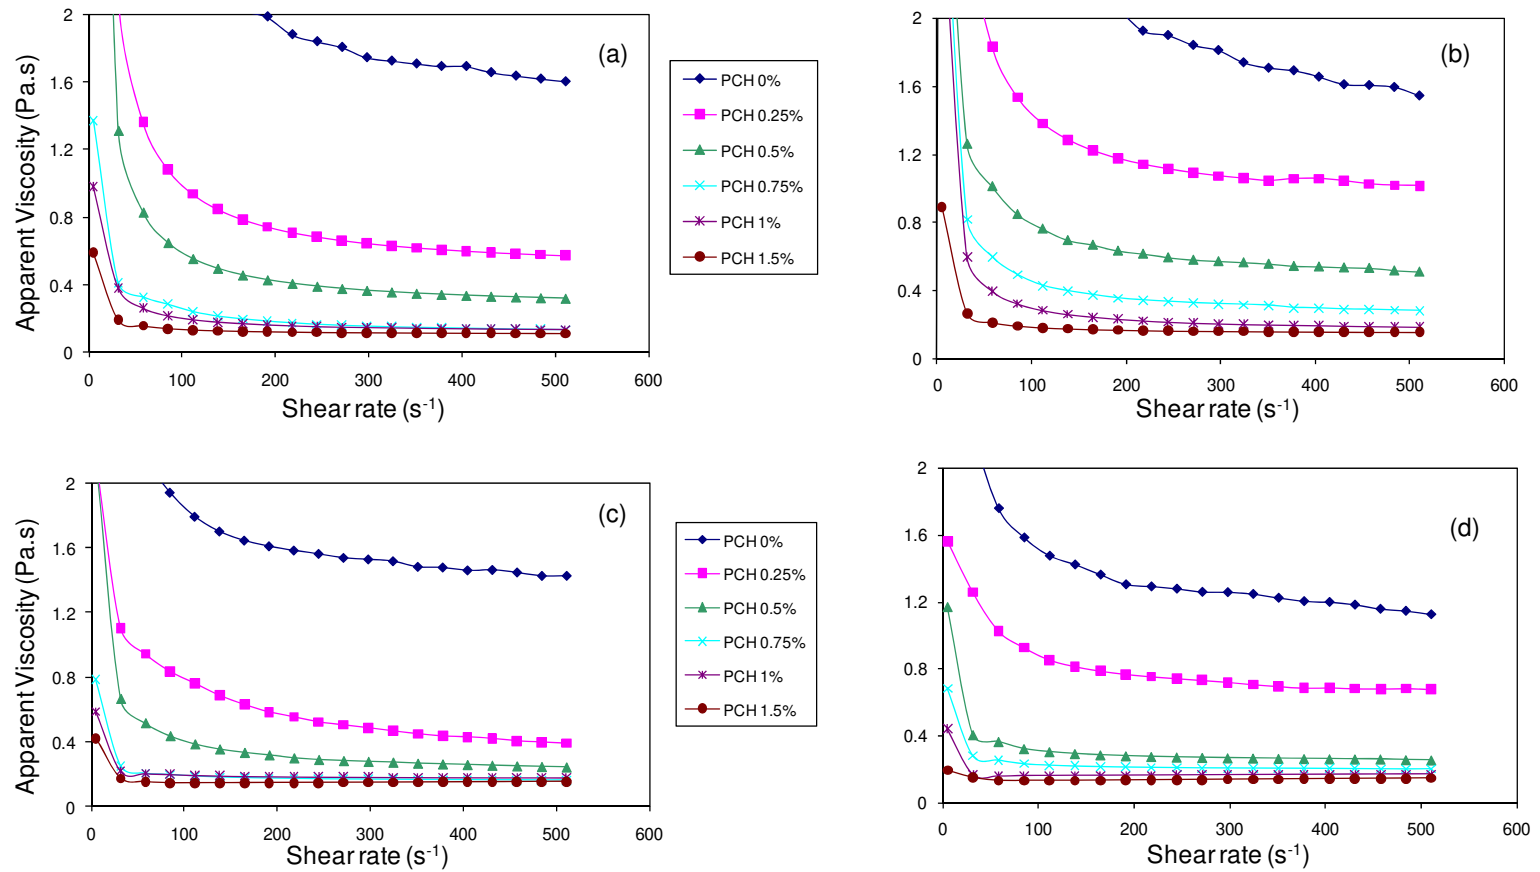 Apparent Viscosity (Pa.s)
2
1.6
1.2
0.8
0.4
0
0 100 200 300 400 500 600
Shear rate (s-1)
(a)
PCH 0%
PCH 0.25%
PCH 0.5%
PCH 0.75%
PCH 1%
PCH 1.5%
2
1.6
1.2
0.8
0.4
0
0 100 200 300 400 500 600
Shear rate (s-1)
(b)
Apparent Viscosity (Pa.s)
2
1.6
1.2
0.8
0.4
0
0 100 200 300 400 500 600
Shear rate (s-1)
(c)
PCH 0%
PCH 0.25%
PCH 0.5%
PCH 0.75%
PCH 1%
PCH 1.5%
2
1.6
1.2
0.8
0.4
0
0 100 200 300 400 500 600
Shear rate (s-1)
(d)